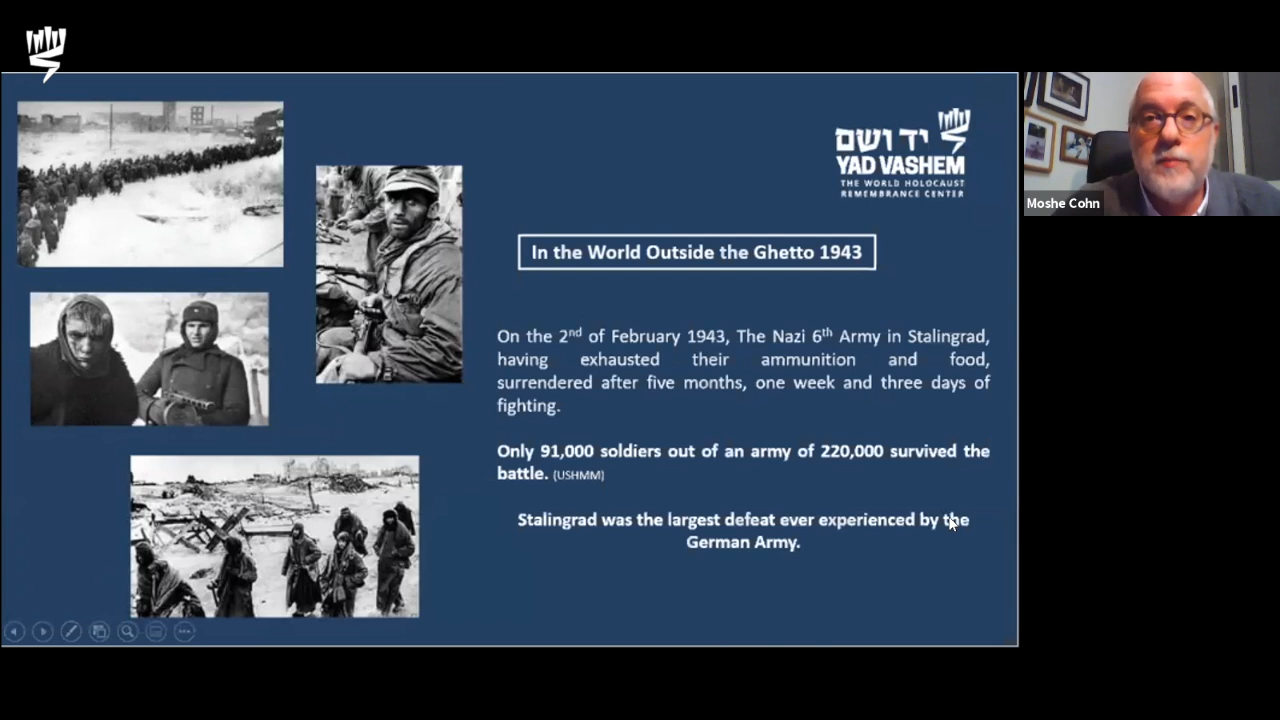 יד ושם
YAD VASHEM
THE WORLD HOLOCAUST
REMEMBRANCE CENTER
Moshe Cohn
In the World Outside the Ghetto 1943
On the 2nd of February 1943, The Nazi 6th Army in Stalingrad,
having exhausted their ammunition and food,
surrendered after five months, one week and three days of
fighting.
Only 91,000 soldiers out of an army of 220,000 survived the
battle. (USHMM)
Stalingrad was the largest defeat ever experienced by the
German Army.